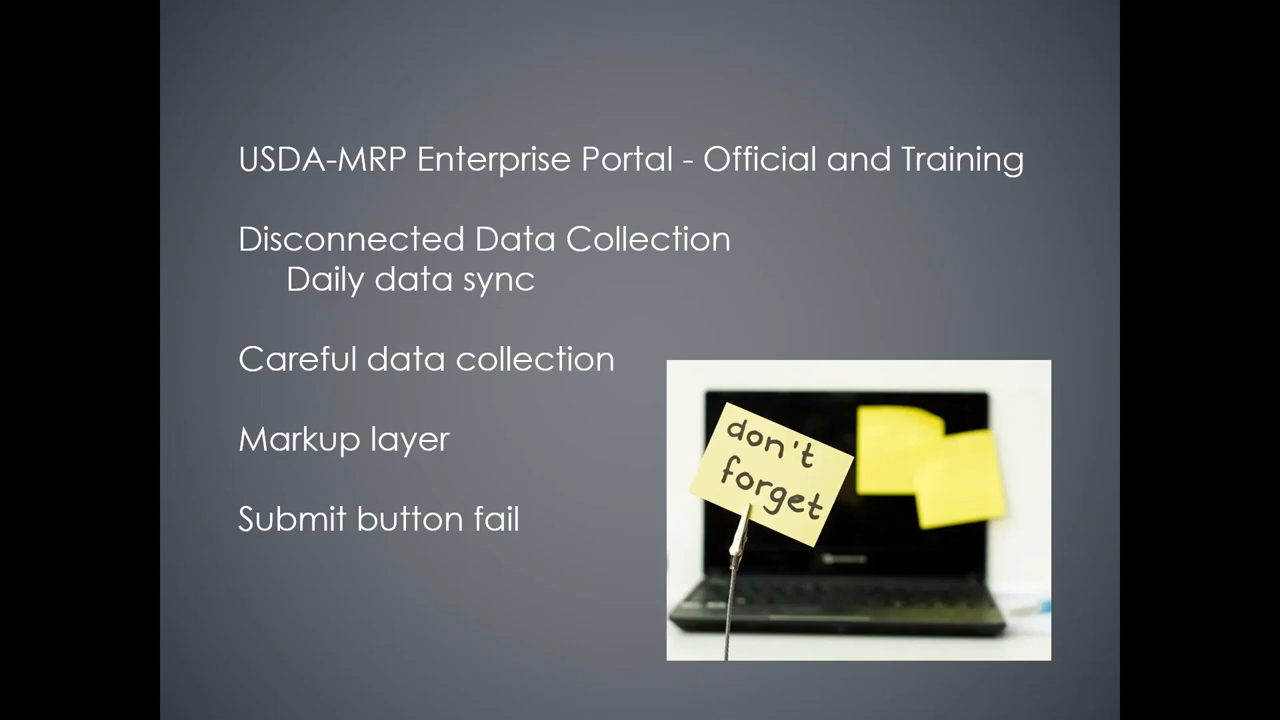 USDA-MRP Enterprise Portal - Official and Training
Disconnected Data Collection
Daily data sync
Careful data collection
Markup layer
Submit button fail
don't
forget